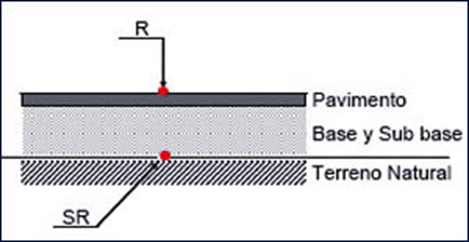 R
Pavimento
Base y Sub base
Terreno Natural
SR